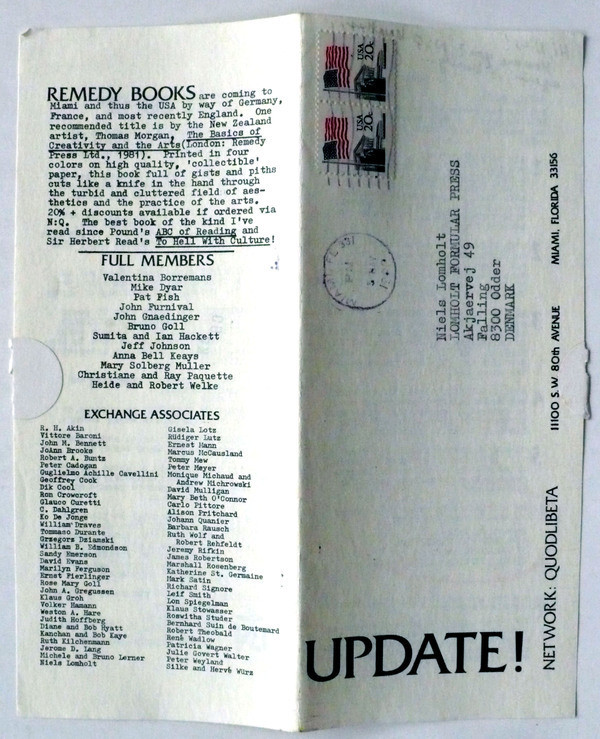 REMEDY BOOKS are coming to
Miami and thus the USA by way of Germany,
France, and most recently England. One
recommended title is by the New Zealand
artist, Thomas Morgan, The Basics of
Creativity and the Arts(London: Remedy
Press Ltd., 1981). Printed in four
colors on high quality, 'collectible'
paper, this book full of gists and piths
cuts like a knife in the hand through
the turbid and cluttered field of aes-
thetics and the practice of the arts.
20% + discounts available if ordered via
N:Q. The best book of the kind I've
read since Pound's ABC of Reading and
Sir Herbert Read's To Hell With Culture!
FULL MEMBERS
Valentina Borremans
Mike Dyar
Pat Fish
John Furnival
John Gnaedinger
Bruno Goll
Sumita and Ian Hackett
Jeff Johnson
Anna Bell Keays
Mary Solberg Muller
Christiane and Ray Paquette
Heide and Robert Welke
EXCHANGE ASSOCIATES
R. H. Akin
Vittore Baroni
John M. Bennett
JoAnn Brooks
Robert A. Buntz
Peter Cadogan
Guglielmo Achille Cavellini
Geoffrey Cook
Dik Cool
Ron Crowcroft
Glauco Curetti
C. Dahlgren
Ko De Jonge
William Draves
Tommaso Durante
Grzegorz Dziamski
William B. Edmondson
Sandy Emerson
David Evans
Marilyn Ferguson
Ernst Fierlinger
Rose Mary Goll
John A. Gregussen
Klaus Groh
Volker Hamann
Weston A. Hare
Judith Hoffberg
Diane and Bob Hyatt
Kanchan and Bob Kaye
Ruth Kilchenmann
Jerome D. Lang
Michele and Bruno Lerner
Niels Lomholt
Gisela Lotz
Rüdiger Lutz
Ernest Mann
Marcus McCausland
Tommy Mew
Peter Meyer
Monique Michaud and
Andrew Michrowski
David Mulligan
Mary Beth O'Connor
Carlo Pittore
Alison Pritchard
Johann Quanier
Barbara Rausch
Ruth Wolf and
Robert Rehfeldt
Jeremy Rifkin
James Robertson
Marshall Rosenberg
Katherine St. Germaine
Mark Satin
Richard Signore
Leif Smith
Lon Spiegelman
Klaus Stowasser
Roswitha Studer
Bernhard Suin de Boutemard
Robert Theobald
René Wadlow
Patricia Wagner
Julie Govert Walter
Peter Weyland
Silke and Hervé Würz
USA 20c
USA 20c
Niels Lomholt
LOMHOLT FORMULAR PRESS
Akjaervej 49
Falling
8300 Odder
DENMARK
UPDATE!
NETWORK: QUODLIBETA 11100 S.W 80th AVENUE MIAMI, FLORIDA 33156